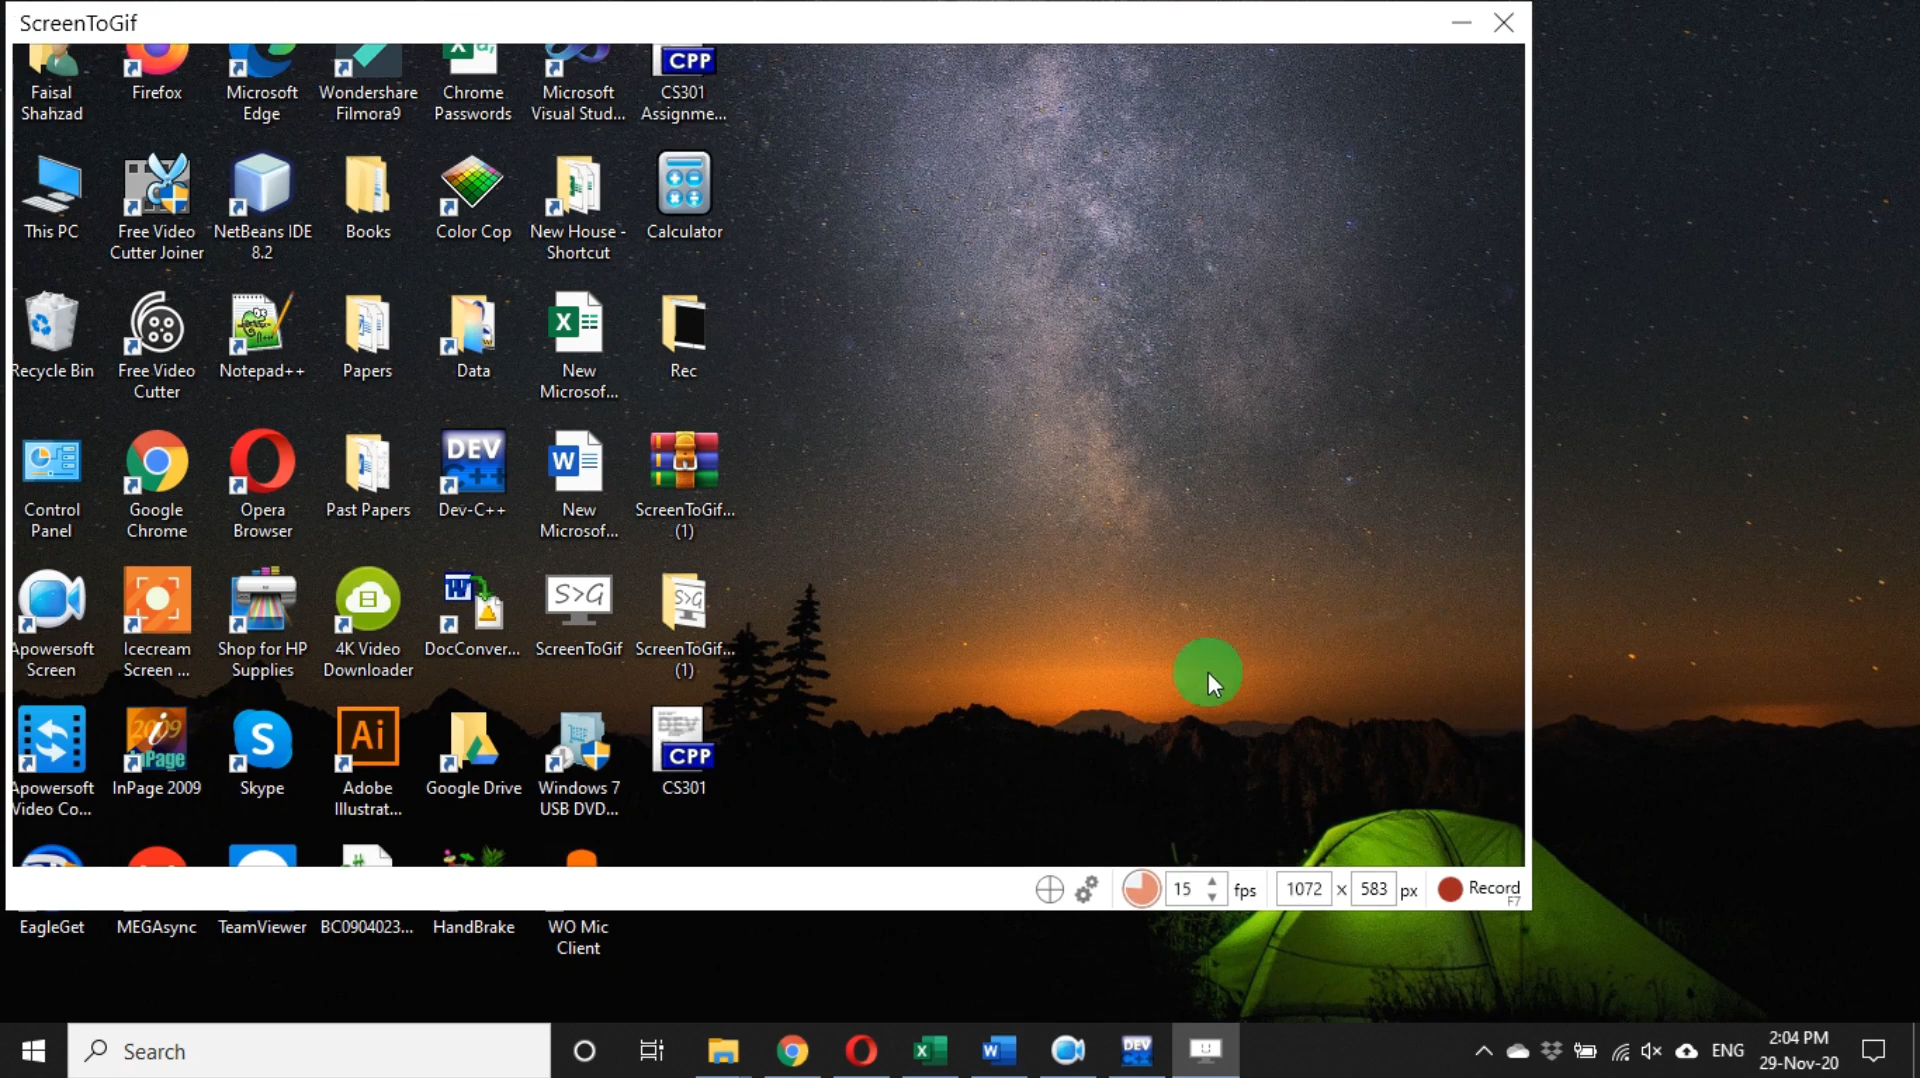 ScreenToGif
Faisal
Shahzad
Firefox
Microsoft
Edge
Wondershare
Filmora9
Chrome
Passwords
Microsoft
Visual Stud...
CPP
CS301
Assignme...
This PC
Free Video
Cutter Joiner
NetBeans IDE
8.2
Books
Color Cop
New House -
Shortcut
Calculator
Recycle Bin
Free Video
Cutter
Notepad++
Papers
Data
New
Microsof...
Rec
Control
Panel
Google
Chrome
Opera
Browser
Past Papers
DEV
C++
Dev-C++
New
Microsof...
ScreenToGif...
(1)
Apowersoft
Screen
Icecream
Screen ...
Shop for HP
Supplies
4K Video
Downloader
DocConver...
S>G
ScreenToGif
S>G
ScreenToGif...
(1)
Apowersoft
Video Co...
2009
InPage
InPage 2009
Skype
Ai
Adobe
Illustrat...
Google Drive
Windows 7
USB DVD...
DEV
CPP
CS301
15 fps 1072 x 583 px Record
F7
EagleGet
MEGAsync
TeamViewer
BC0904023...
HandBrake
WO Mic
Client
Search
DEV
C++
ENG
2:04 PM
29-Nov-20